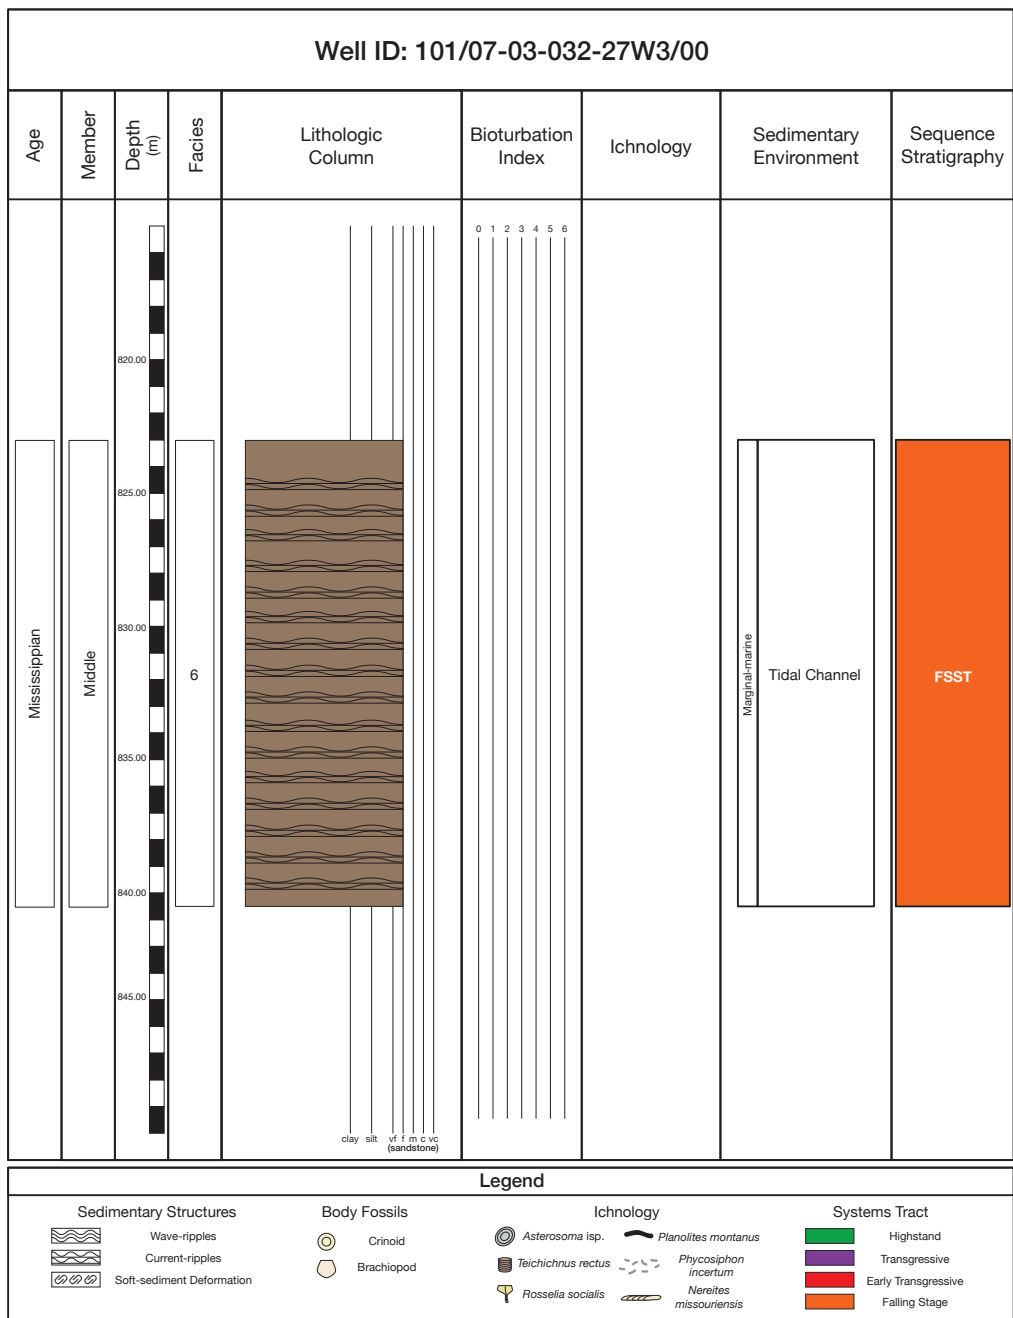 Well ID: 101/07-03-032-27W3/00
Age
Member
Depth
(m)
Facies
Lithologic
Column
Bioturbation
Index
Ichnology
Sedimentary
Environment
Sequence
Stratigraphy
0 1 2 3 4 5 6
820.00
825.00
830.00
835.00
840.00
845.00
Mississippian
Middle
6
Marginal-marine
Tidal Channel
FSST
clay silt vf f m c vc
(sandstone)
Legend
Sedimentary Structures
Wave-ripples
Current-ripples
Soft-sediment Deformation
Body Fossils
Crinoid
Brachiopod
Ichnology
Asterosoma isp.
Teichichnus rectus
Rosselia socialis
Planolites montanus
Phycosiphon
incertum
Nereites
missouriensis
Systems Tract
Highstand
Transgressive
Early Transgressive
Falling Stage